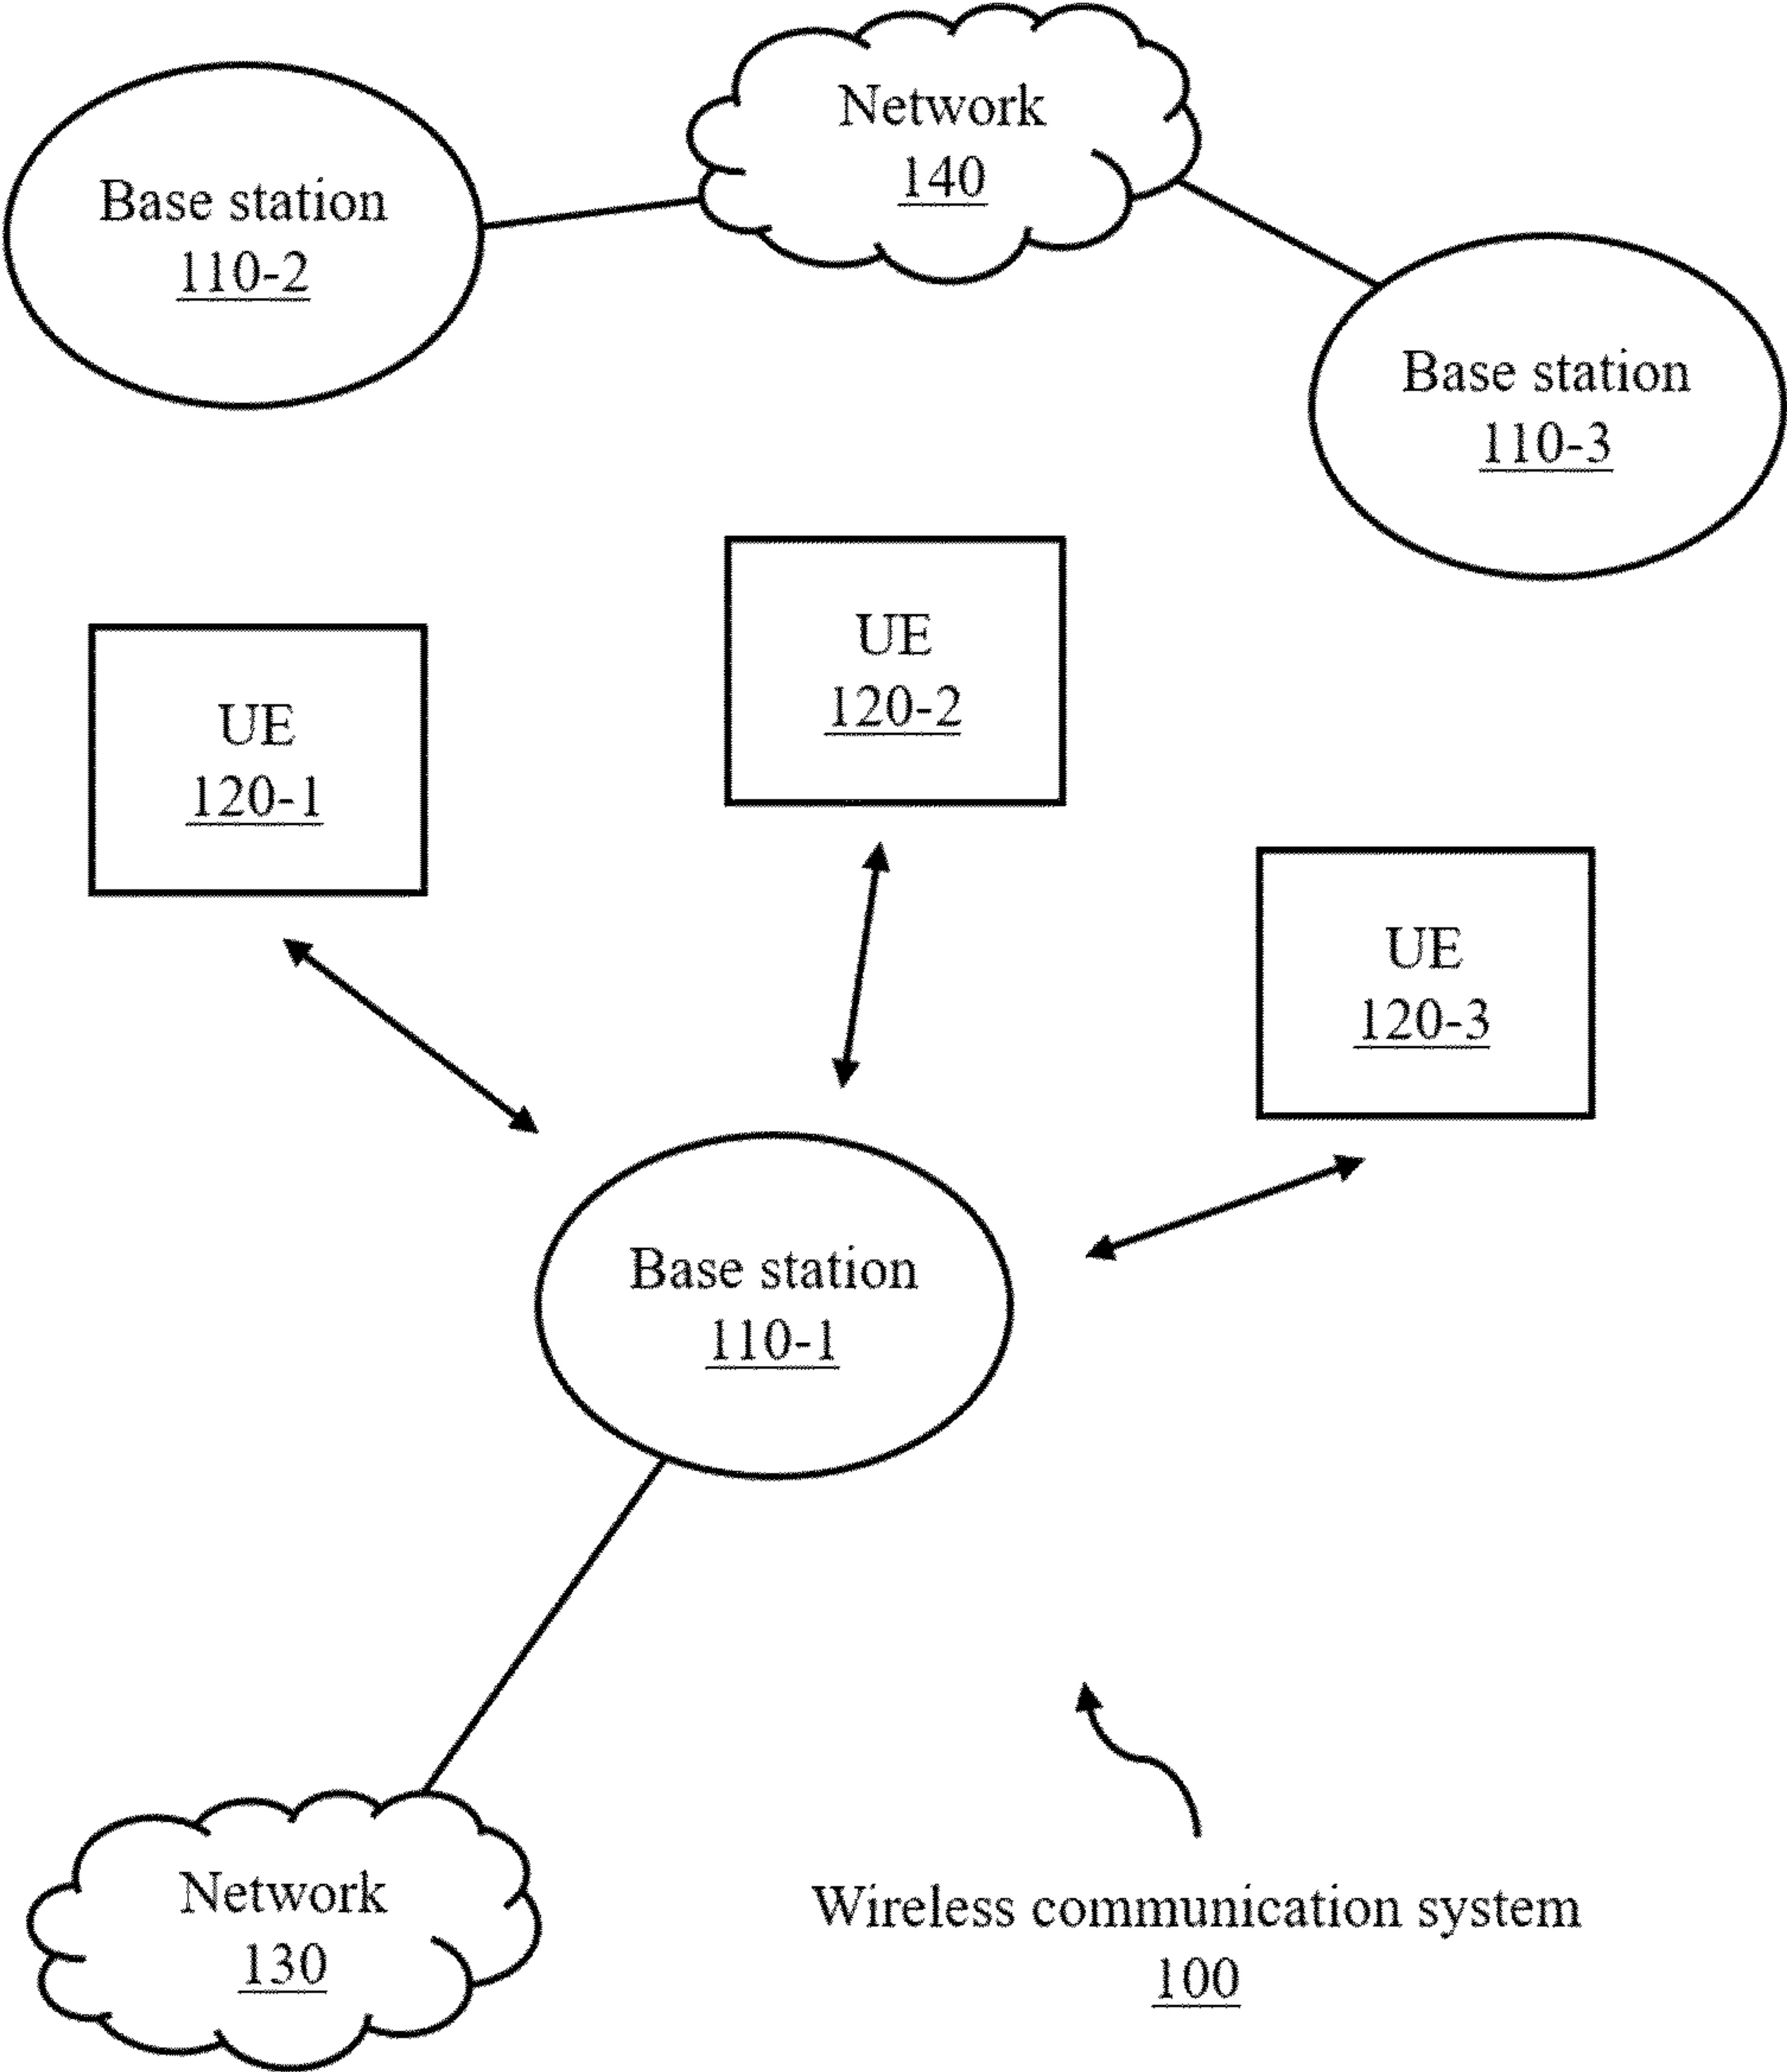 Network
140
Base station
110-2
Base station
110-3
UE
120-2
UE
120-1
UE
120-3
Base station
110-1
Network
130
Wireless communication system
100